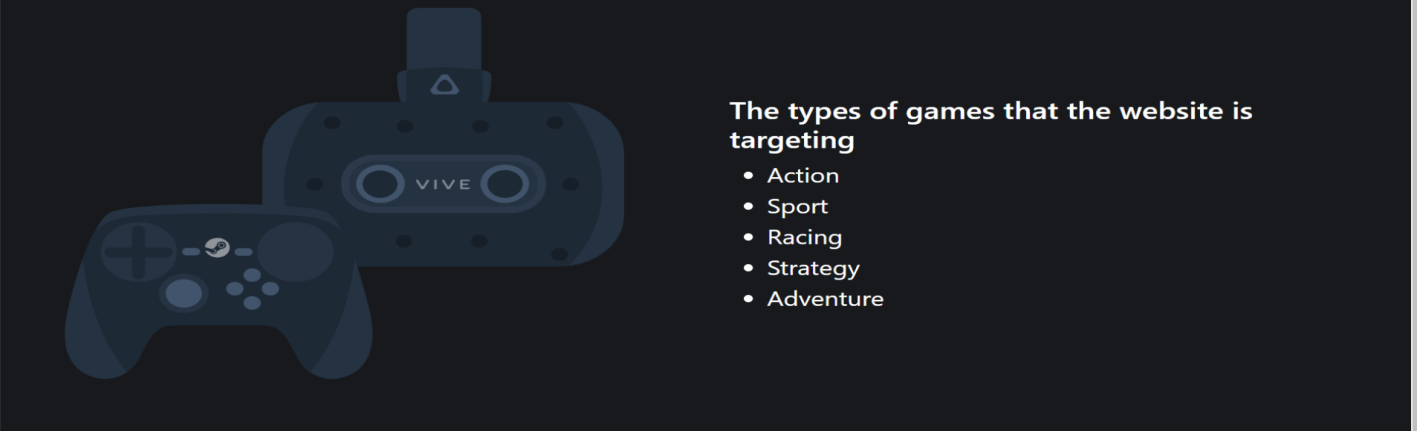 VIVE
The types of games that the website is
targeting
Action
Sport
Racing
Strategy
Adventure